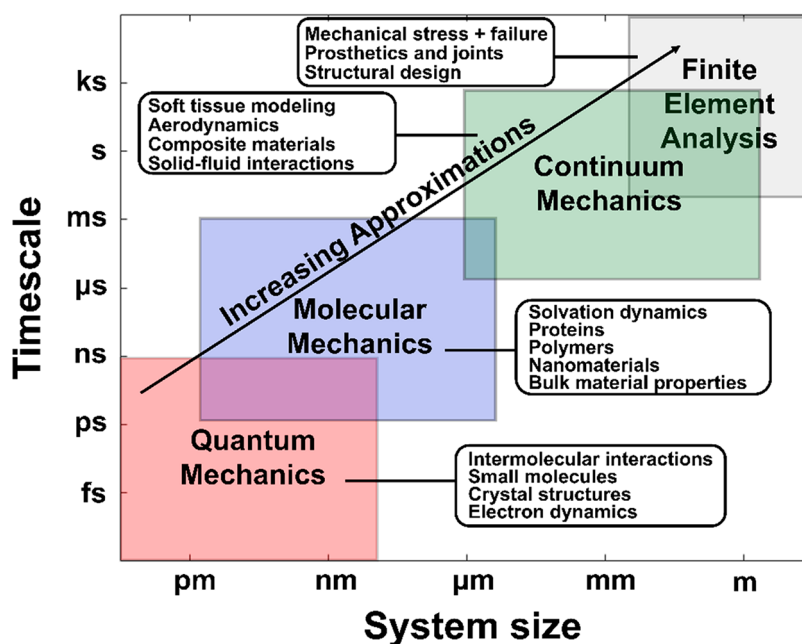 Mechanical stress + failure
Prosthetics and joints
Structural design
Finite
Element
Analysis
Soft tissue modeling
Aerodynamics
Composite materials
Solid-fluid interactions
Continuum
Mechanics
Increasing Approximations
Molecular
Mechanics
Solvation dynamics
Proteins
Polymers
Nanomaterials
Bulk material properties
Quantum
Mechanics
Intermolecular interactions
Small molecules
Crystal structures
Electron dynamics
Timescale
ks
s
ms
µs
ns
ps
fs
pm
nm
µm
mm
m
System size